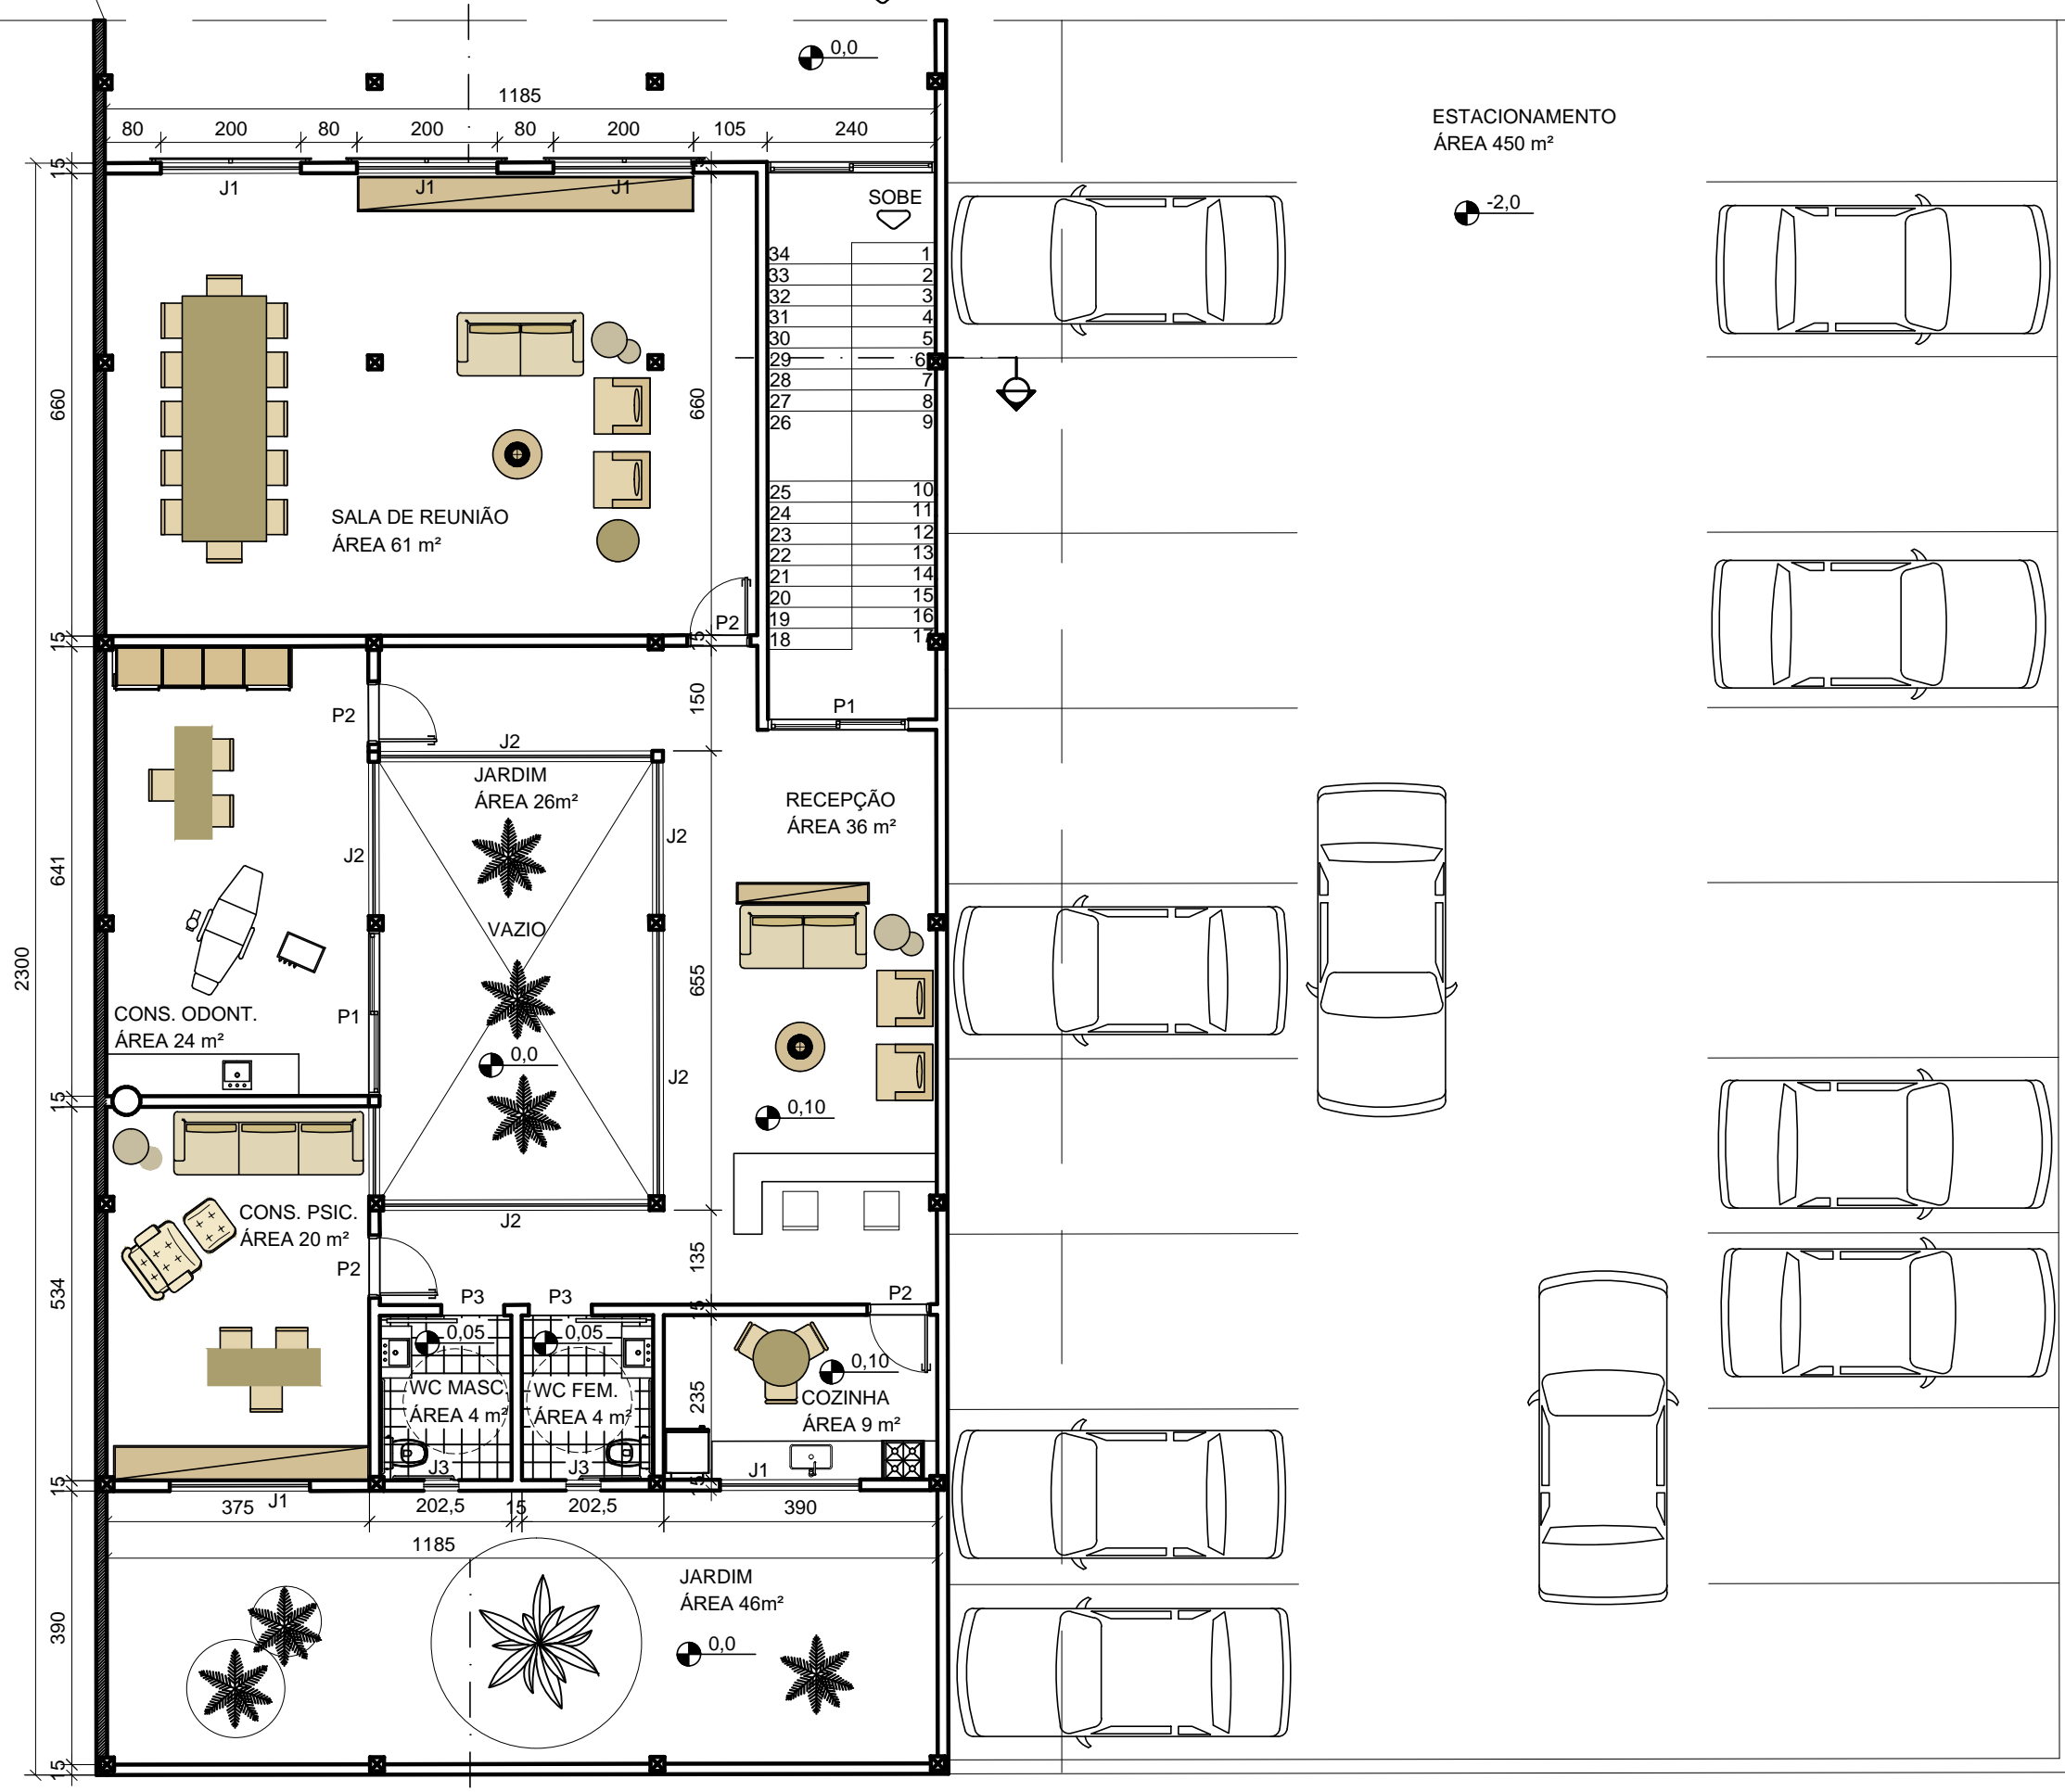 0,0
1185
80 200 80 200 80 200 105 240
ESTACIONAMENTO
ÁREA 450 m²
-2,0
15
J1 J1 J1
SOBE
34 1
33 2
32 3
31 4
30 5
29 6
28 7
27 8
26 9
25 10
24 11
23 12
22 13
21 14
20 15
19 16
18 17
660
660
SALA DE REUNIÃO
ÁREA 61 m²
P2
15
15
150
P2
P1
J2
JARDIM
ÁREA 26m²
RECEPÇÃO
ÁREA 36 m²
J2
J2
641
VAZIO
2300
655
CONS. ODONT.
ÁREA 24 m²
P1
0,0
J2
0,10
15
CONS. PSIC.
ÁREA 20 m²
J2
P2
135
534
P3 P3
P2
15
0,05 0,05
0,10
WC MASC.
ÁREA 4 m²
WC FEM.
ÁREA 4 m²
235
COZINHA
ÁREA 9 m²
J3 J3
J1
15
15
J1
375 202,5 15 202,5 390
1185
JARDIM
ÁREA 46m²
0,0
390
15